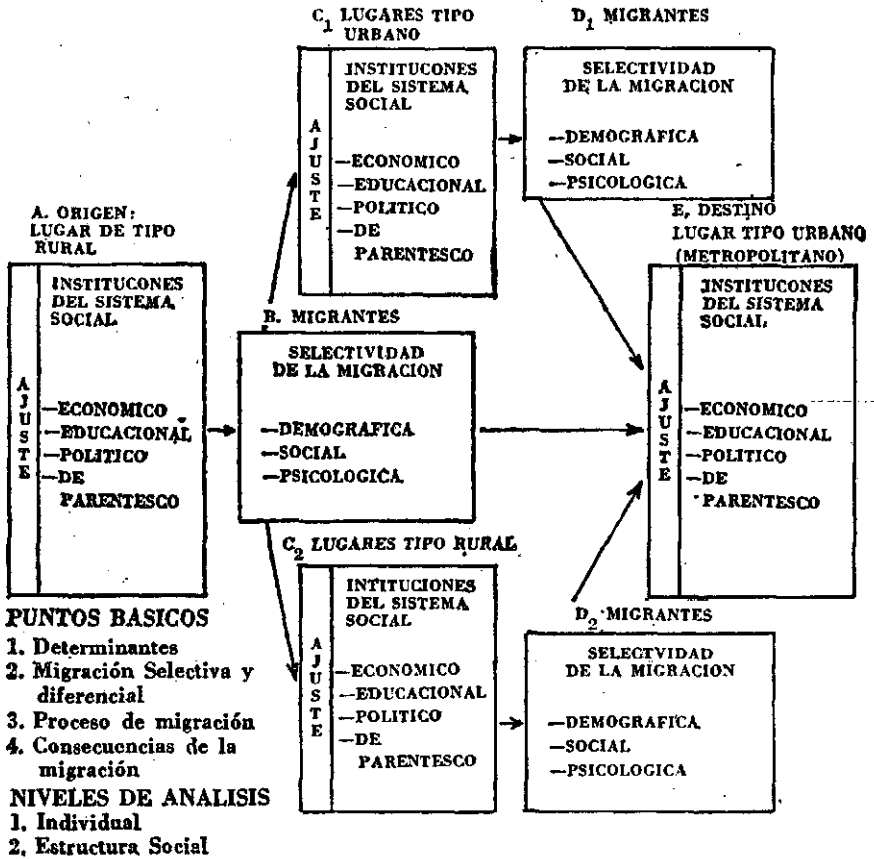 C1 LUGARES TIPO
URBANO
INSTITUCONES
DEL SISTEMA
SOCIAL
AJUSTE
—ECONOMICO
—EDUCACIONAL
—POLITICO
—DE
PARENTESCO
D1 MIGRANTES
SELECTIVIDAD
DE LA MIGRACION
—DEMOGRAFICA
—SOCIAL
—PSICOLOGICA
A. ORIGEN:
LUGAR DE TIPO
RURAL
INSTITUCONES
DEL SISTEMA
SOCIAL
AJUSTE
—ECONOMICO
—EDUCACIONAL
—POLITICO
—DE
PARENTESCO
B. MIGRANTES
SELECTIVIDAD
DE LA MIGRACION
—DEMOGRAFICA
—SOCIAL
—PSICOLOGICA
E. DESTINO
LUGAR TIPO URBANO
(METROPOLITANO)
INSTITUCONES
DEL SISTEMA
SOCIAL
AJUSTE
—ECONOMICO
—EDUCACIONAL
—POLITICO
—DE
PARENTESCO
C2 LUGARES TIPO RURAL
INTITUCIONES
DEL SISTEMA
SOCIAL
AJUSTE
—ECONOMICO
—EDUCACIONAL
—POLITICO
—DE
PARENTESCO
D2 MIGRANTES
SELECTVIDAD
DE LA MIGRACION
—DEMOGRAFICA
—SOCIAL
—PSICOLOGICA
PUNTOS BASICOS
1. Determinantes
2. Migración Selectiva y
diferencial
3. Proceso de migración
4. Consecuencias de la
migración
NIVELES DE ANALISIS
1. Individual
2. Estructura Social